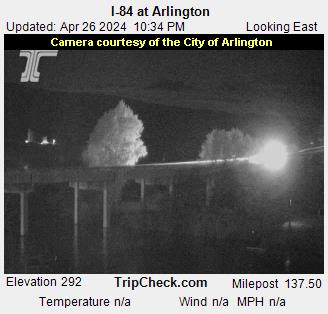 I-84 at Arlington
Updated: Apr 26 2024 10:34 PM Looking East
Camera courtesy of the City of Arlington
Elevation 292 TripCheck.com Milepost 137.50
Temperature n/a Wind n/a MPH n/a